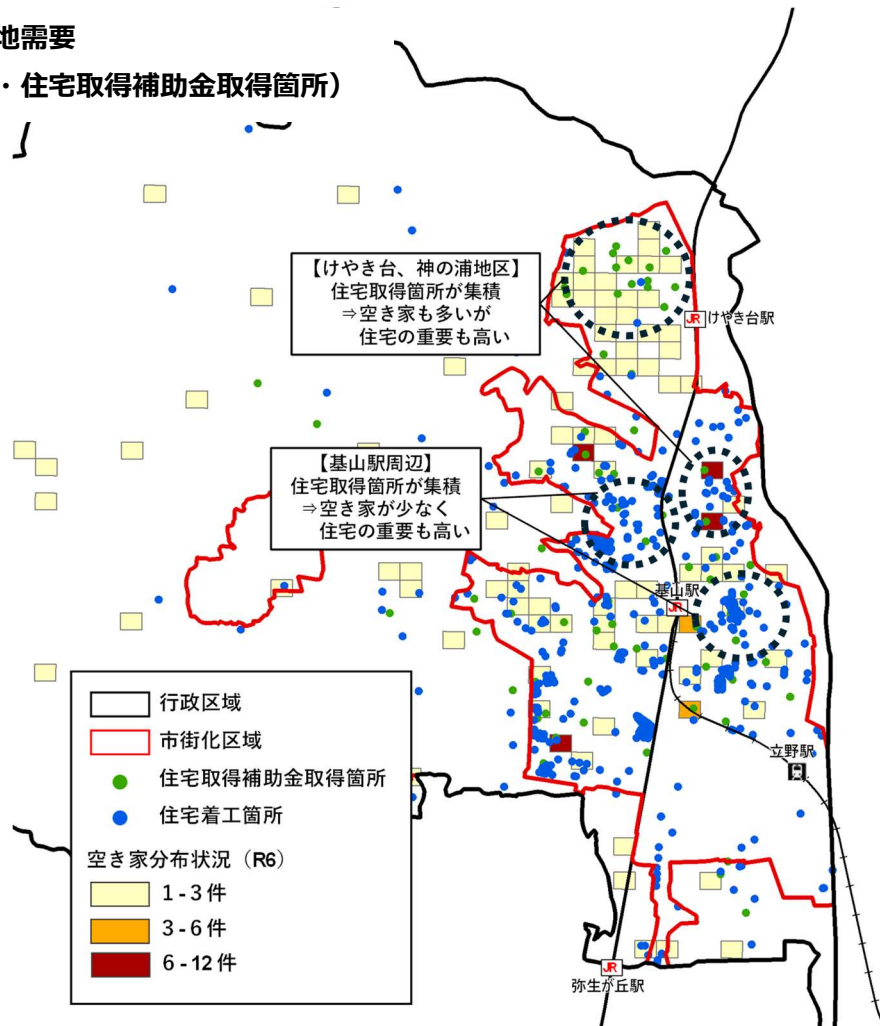 地需要
・住宅取得補助金取得箇所）
【けやき台、神の浦地区】
住宅取得箇所が集積
⇒空き家も多いが
住宅の重要も高い
JR けやき台駅
【基山駅周辺】
住宅取得箇所が集積
⇒空き家が少なく
住宅の重要も高い
基山駅
JR
行政区域
市街化区域
住宅取得補助金取得箇所
住宅着工箇所
空き家分布状況（R6）
1-3件
3-6件
6-12件
立野駅
JR
弥生が丘駅